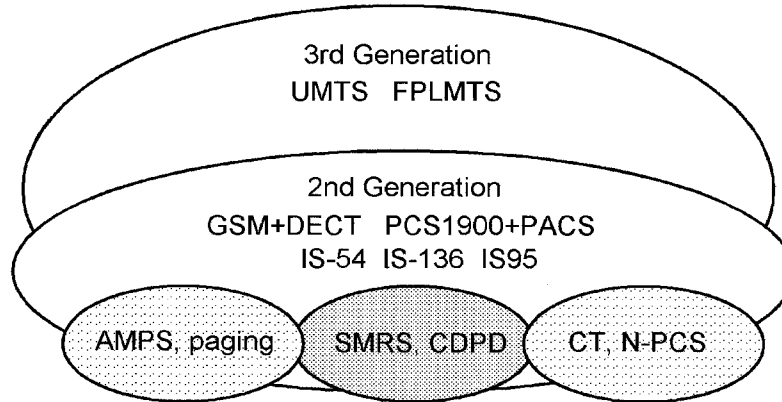 3rd Generation
UMTS FPLMTS
2nd Generation
GSM+DECT PCS1900+PACS
IS-54 IS-136 IS95
AMPS, paging
SMRS, CDPD
CT, N-PCS